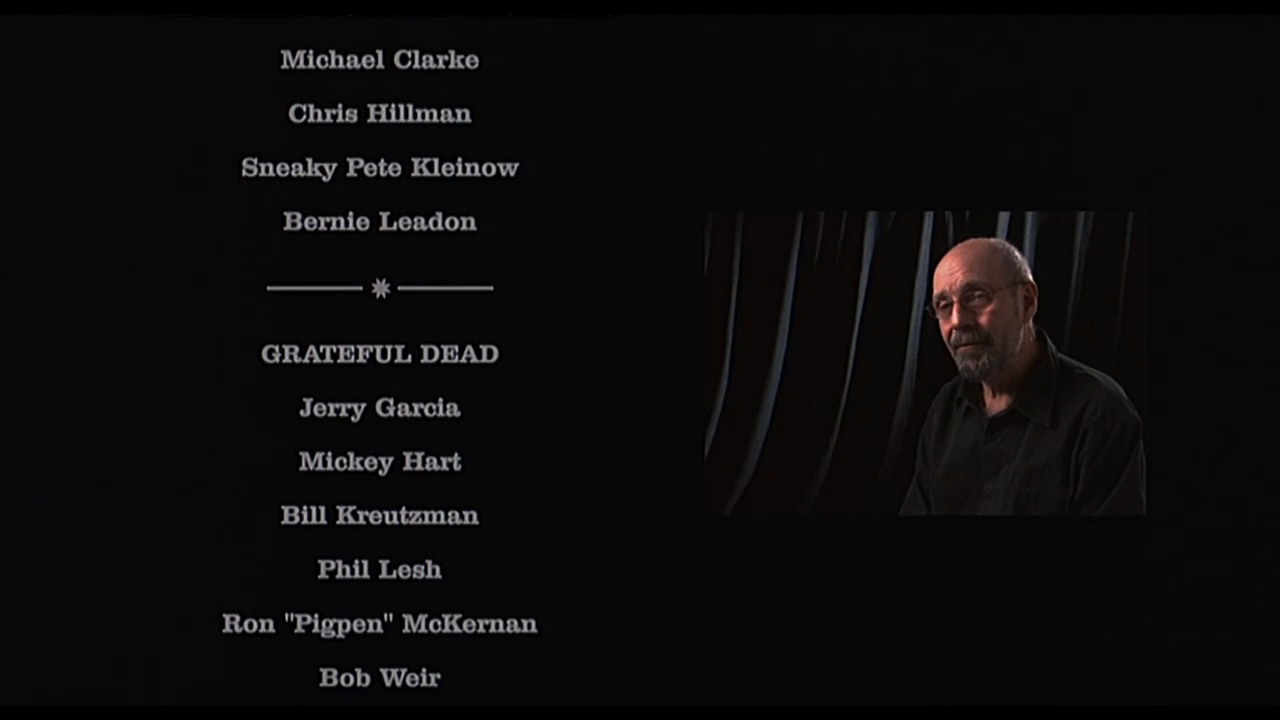 Michael Clarke
Chris Hillman
Sneaky Pete Kleinow
Bernie Leadon
GRATEFUL DEAD
Jerry Garcia
Mickey Hart
Bill Kreutzman
Phil Lesh
Ron "Pigpen" McKernan
Bob Weir